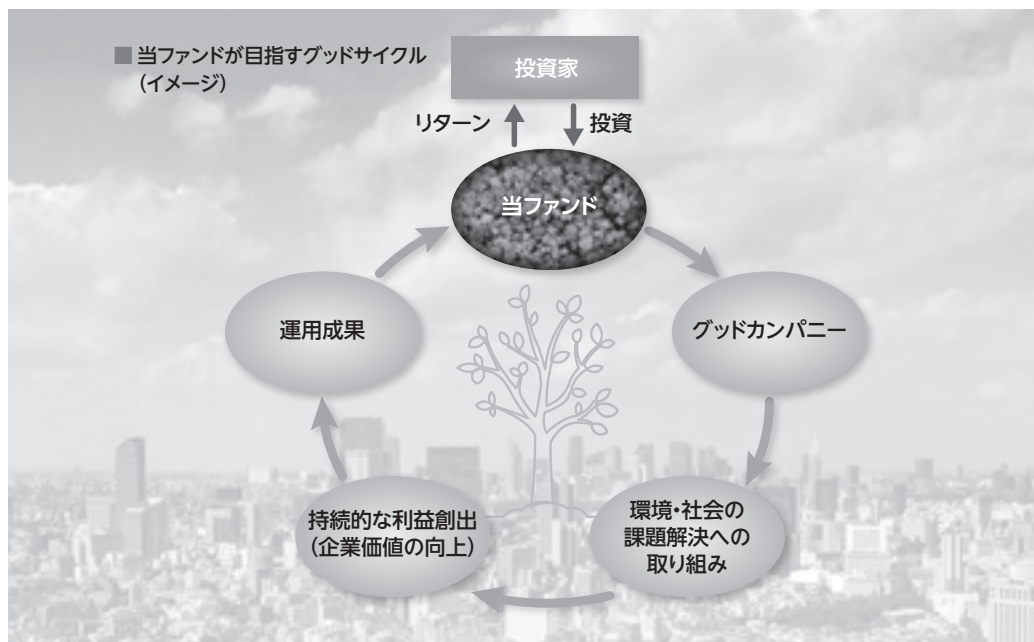 ■ 当ファンドが目指すグッドサイクル
（イメージ）
投資家
リターン
投資
当ファンド
運用成果
グッドカンパニー
持続的な利益創出
（企業価値の向上）
環境・社会の
課題解決への
取り組み